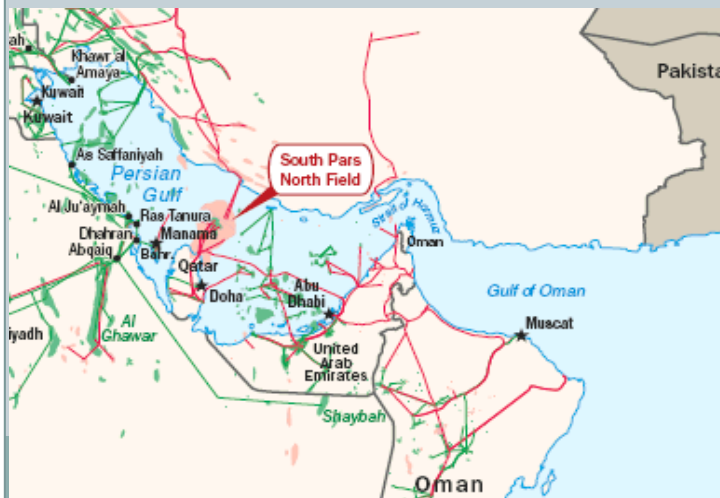 ah
Khawr al
Amaya
Kuwait
Kuwait
Pakista
As Saffaniyah
Persian
Gulf
South Pars
North Field
Strait of Hormuz
Al Ju'aymah
Ras Tanura
Dhahran
Manama
Abqaiq
Bahr.
Qatar
Oman
Doha
Abu
Dhabi
Gulf of Oman
Muscat
iyadh
Al
Ghawar
United
Arab
Emirates
Shaybah
Oman